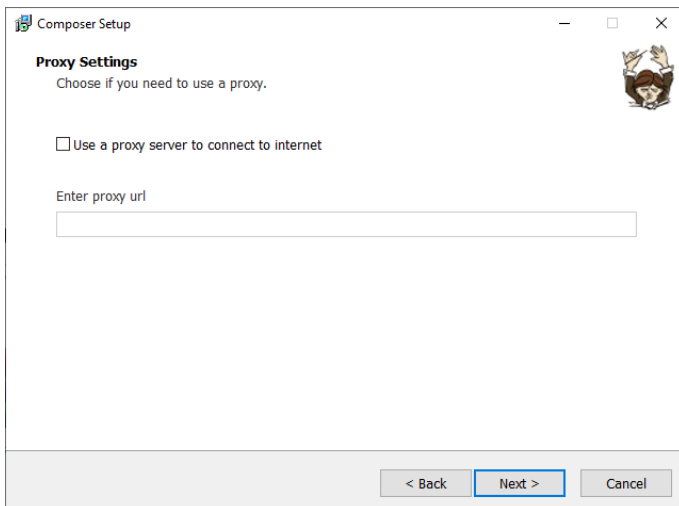 Composer Setup
Proxy Settings
Choose if you need to use a proxy.
Use a proxy server to connect to internet
Enter proxy url
< Back
Next >
Cancel